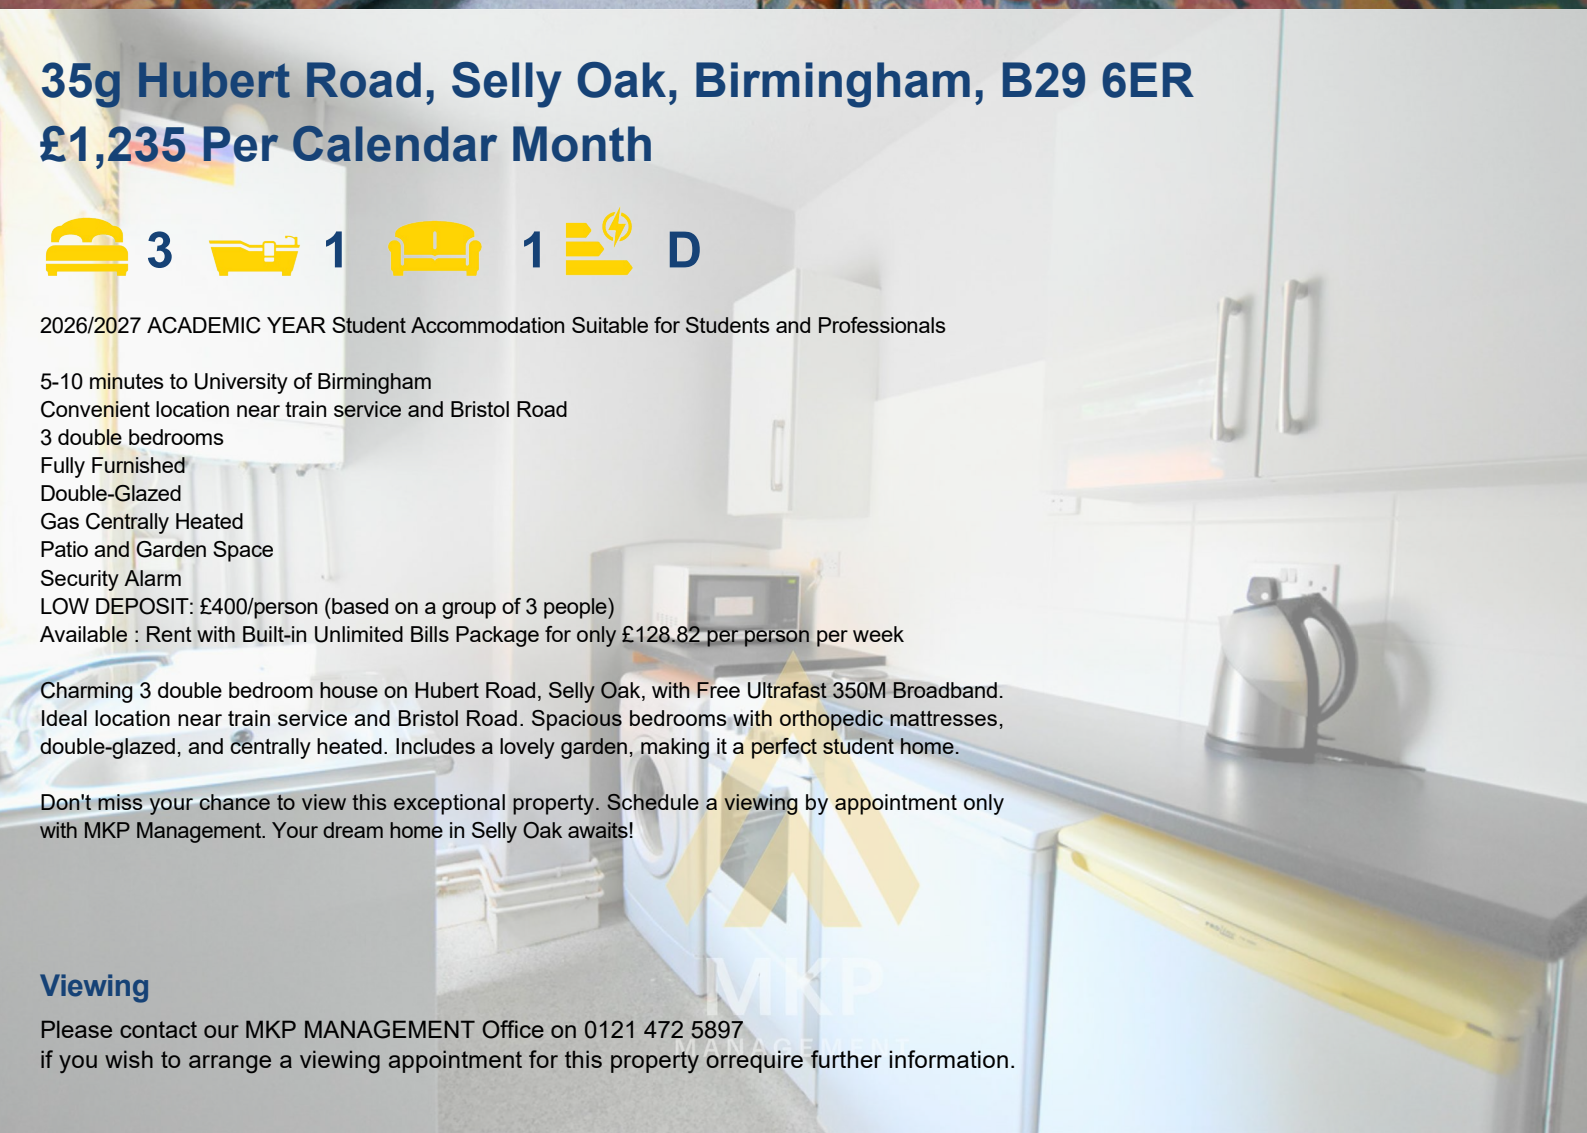 35g Hubert Road, Selly Oak, Birmingham, B29 6ER
£1,235 Per Calendar Month
3 1 1 D
2026/2027 ACADEMIC YEAR Student Accommodation Suitable for Students and Professionals
5-10 minutes to University of Birmingham
Convenient location near train service and Bristol Road
3 double bedrooms
Fully Furnished
Double-Glazed
Gas Centrally Heated
Patio and Garden Space
Security Alarm
LOW DEPOSIT: £400/person (based on a group of 3 people)
Available : Rent with Built-in Unlimited Bills Package for only £128.82 per person per week
Charming 3 double bedroom house on Hubert Road, Selly Oak, with Free Ultrafast 350M Broadband.
Ideal location near train service and Bristol Road. Spacious bedrooms with orthopedic mattresses,
double-glazed, and centrally heated. Includes a lovely garden, making it a perfect student home.
Don't miss your chance to view this exceptional property. Schedule a viewing by appointment only
with MKP Management. Your dream home in Selly Oak awaits!
MKP
MANAGEMENT
Viewing
Please contact our MKP MANAGEMENT Office on 0121 472 5897
if you wish to arrange a viewing appointment for this property orrequire further information.